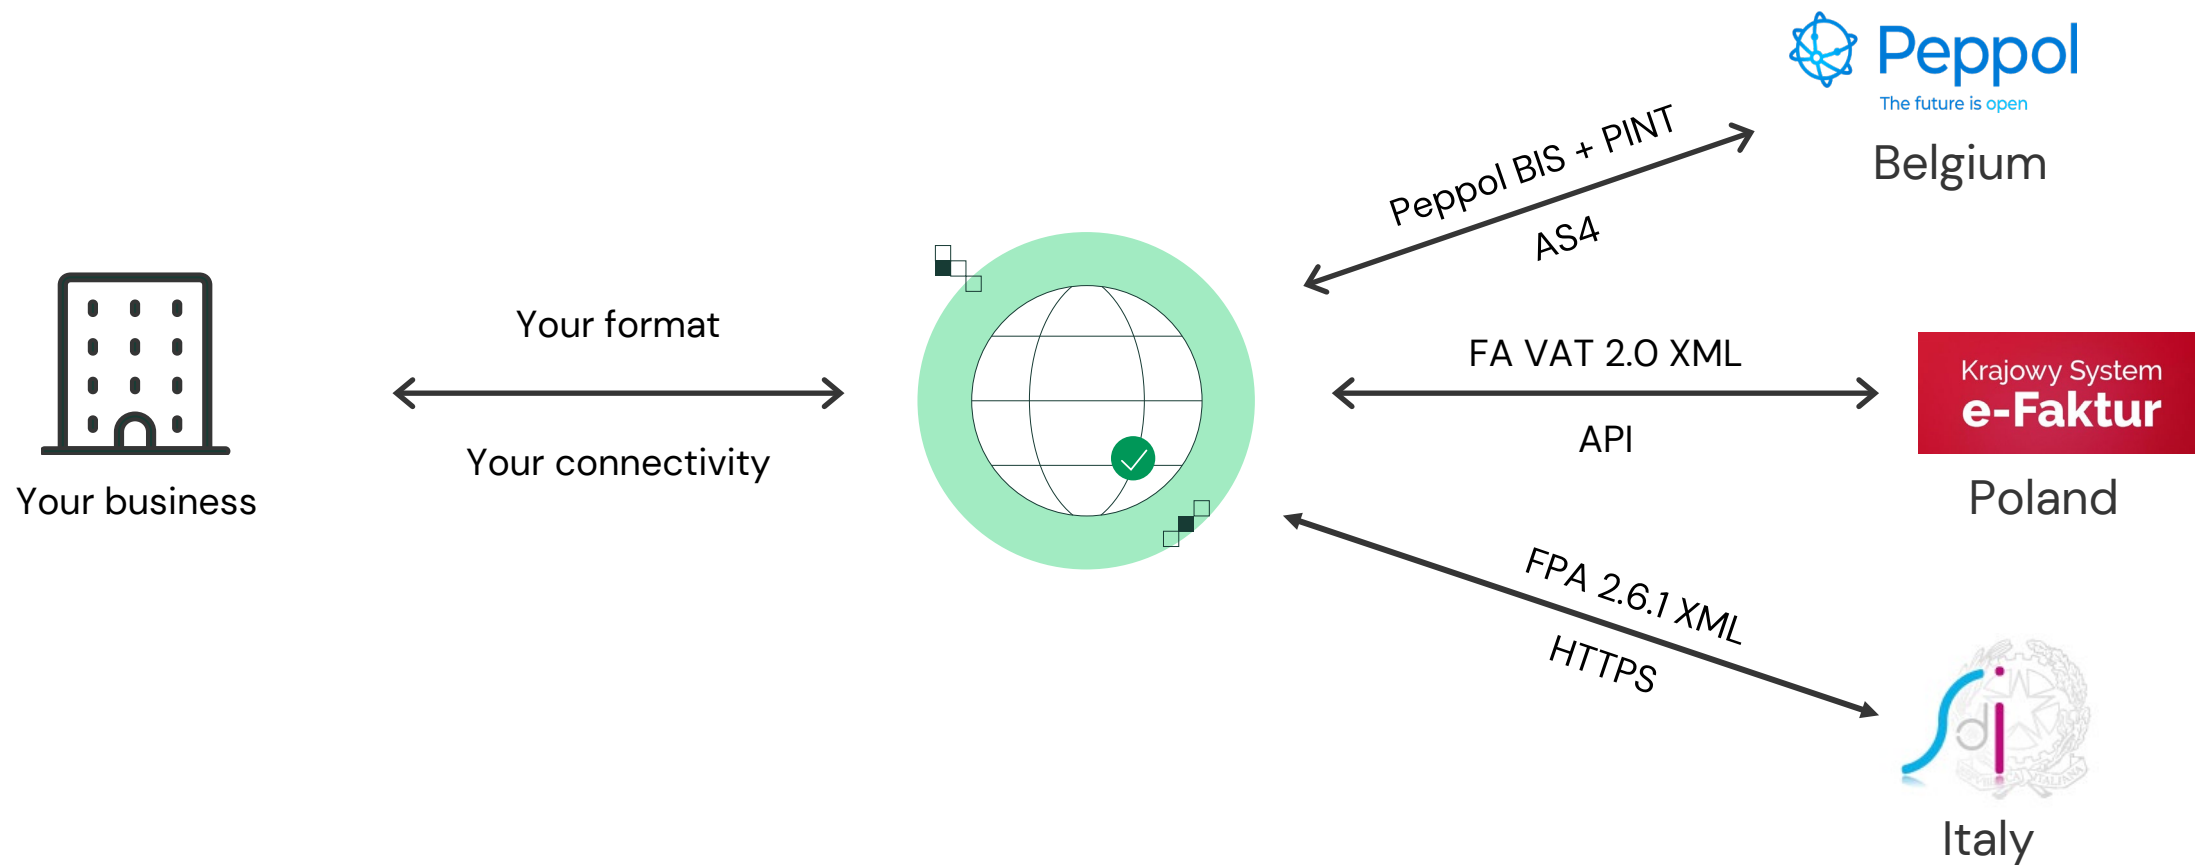 Peppol
The future is open
Belgium
Peppol BIS + PINT
AS4
Your format
Your connectivity
Your business
FA VAT 2.0 XML
API
Krajowy System
e-Faktur
Poland
FPA 2.6.1 XML
HTTPS
Sdi
Italy